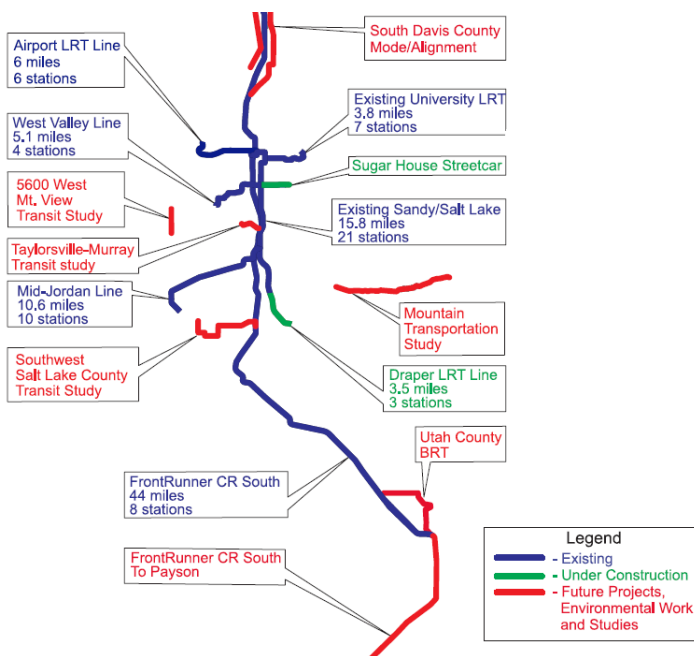 South Davis County
Mode/Alignment
Airport LRT Line
6 miles
6 stations
West Valley Line
5.1 miles
4 stations
Existing University LRT
3.8 miles
7 stations
Sugar House Streetcar
5600 West
Mt. View
Transit Study
Existing Sandy/Salt Lake
15.8 miles
21 stations
Taylorsville-Murray
Transit study
Mid-Jordan Line
10.6 miles
10 stations
Mountain
Transportation
Study
Southwest
Salt Lake County
Transit Study
Draper LRT Line
3.5 miles
3 stations
Utah County
BRT
FrontRunner CR South
44 miles
8 stations
FrontRunner CR South
To Payson
Legend
- Existing
- Under Construction
- Future Projects,
Environmental Work
and Studies